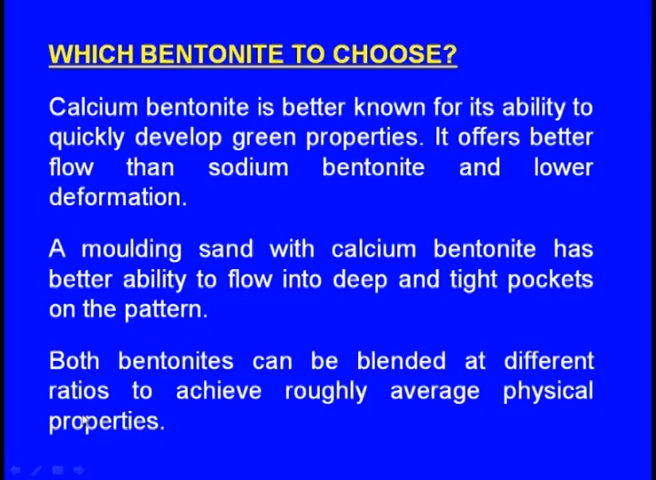 WHICH BENTONITE TO CHOOSE?
Calcium bentonite is better known for its ability to
quickly develop green properties. It offers better
flow than sodium bentonite and lower
deformation.
A moulding sand with calcium bentonite has
better ability to flow into deep and tight pockets
on the pattern.
Both bentonites can be blended at different
ratios to achieve roughly average physical
properties.